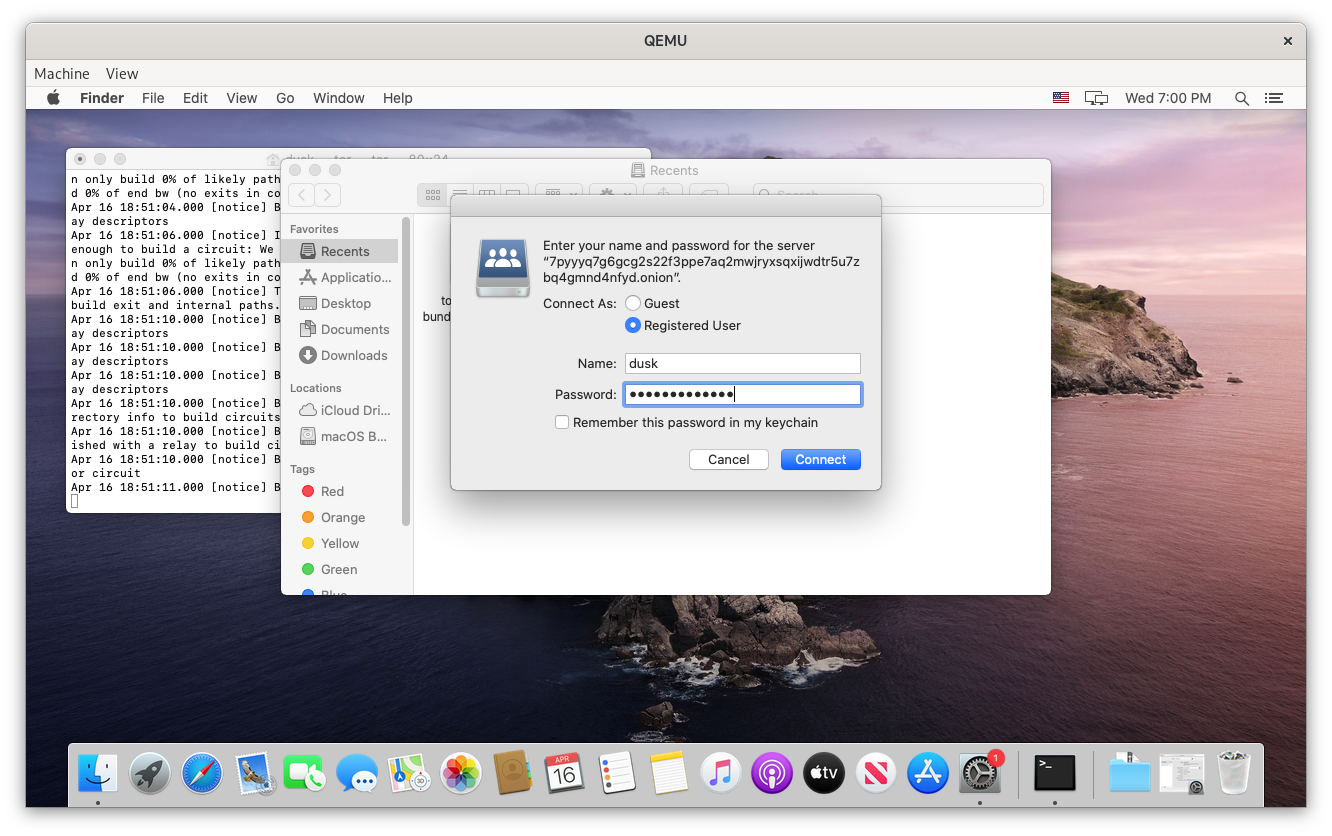 QEMU
Machine View
Finder File Edit View Go Window Help Wed 7:00 PM
dusk — tor — tor — 80×24
n only build 0% of likely path
d 0% of end bw (no exits in co
Apr 16 18:51:04.000 [notice] B
ay descriptors
Apr 16 18:51:06.000 [notice] I
enough to build a circuit: We
n only build 0% of likely path
d 0% of end bw (no exits in co
Apr 16 18:51:06.000 [notice] T
build exit and internal paths.
Apr 16 18:51:10.000 [notice] B
ay descriptors
Apr 16 18:51:10.000 [notice] B
ay descriptors
Apr 16 18:51:10.000 [notice] B
ay descriptors
Apr 16 18:51:10.000 [notice] B
rectory info to build circuits
Apr 16 18:51:10.000 [notice] B
ished with a relay to build ci
Apr 16 18:51:10.000 [notice] B
or circuit
Apr 16 18:51:11.000 [notice] B
Recents
Search
Favorites
Recents
Applicatio...
Desktop
Documents
Downloads
Locations
iCloud Dri...
macOS B...
Tags
Red
Orange
Yellow
Green
Blue
to
bund
Enter your name and password for the server
“7pyyyq7g6gcg2s22f3ppe7aq2mwjryxsqxijwdtr5u7z
bq4gmnd4nfyd.onion”.
Connect As: Guest
Registered User
Name: dusk
Password: •••••••••••••
Remember this password in my keychain
Cancel Connect
3D
APR
16
tv
1
>_